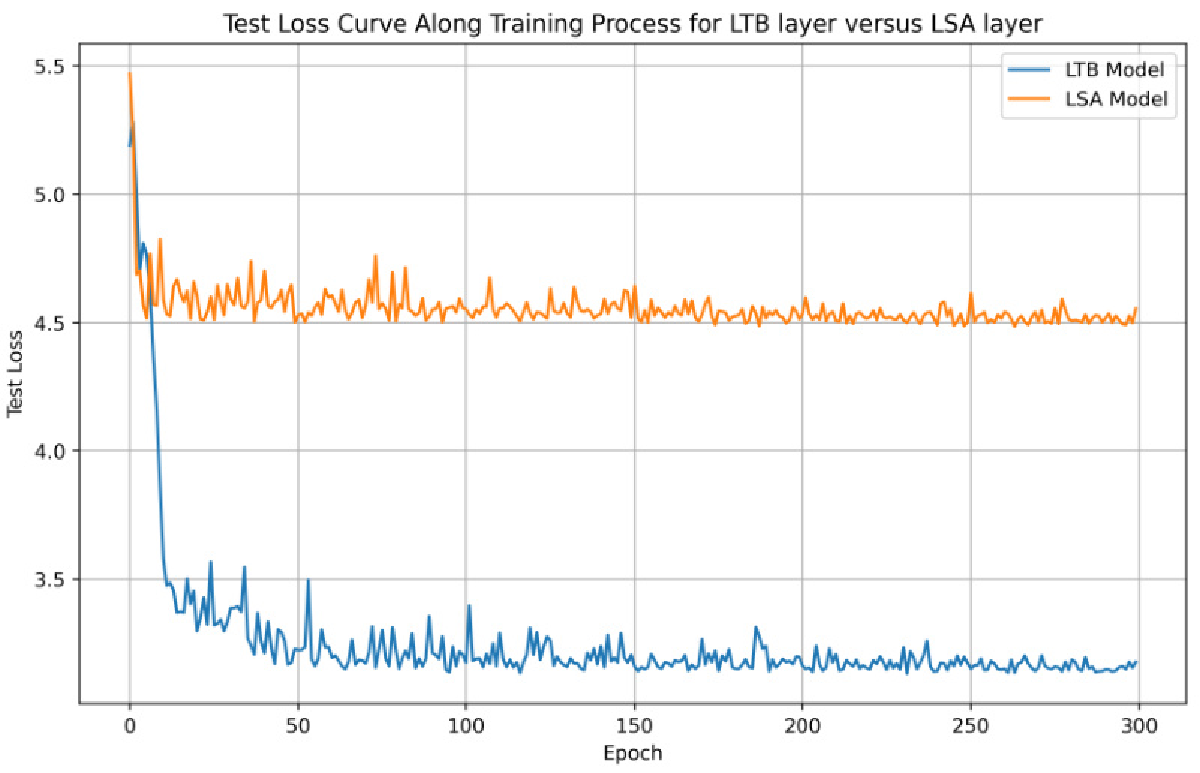 Test Loss Curve Along Training Process for LTB layer versus LSA layer
LTB Model
LSA Model
Test Loss
5.5
5.0
4.5
4.0
3.5
0 50 100 150 200 250 300
Epoch